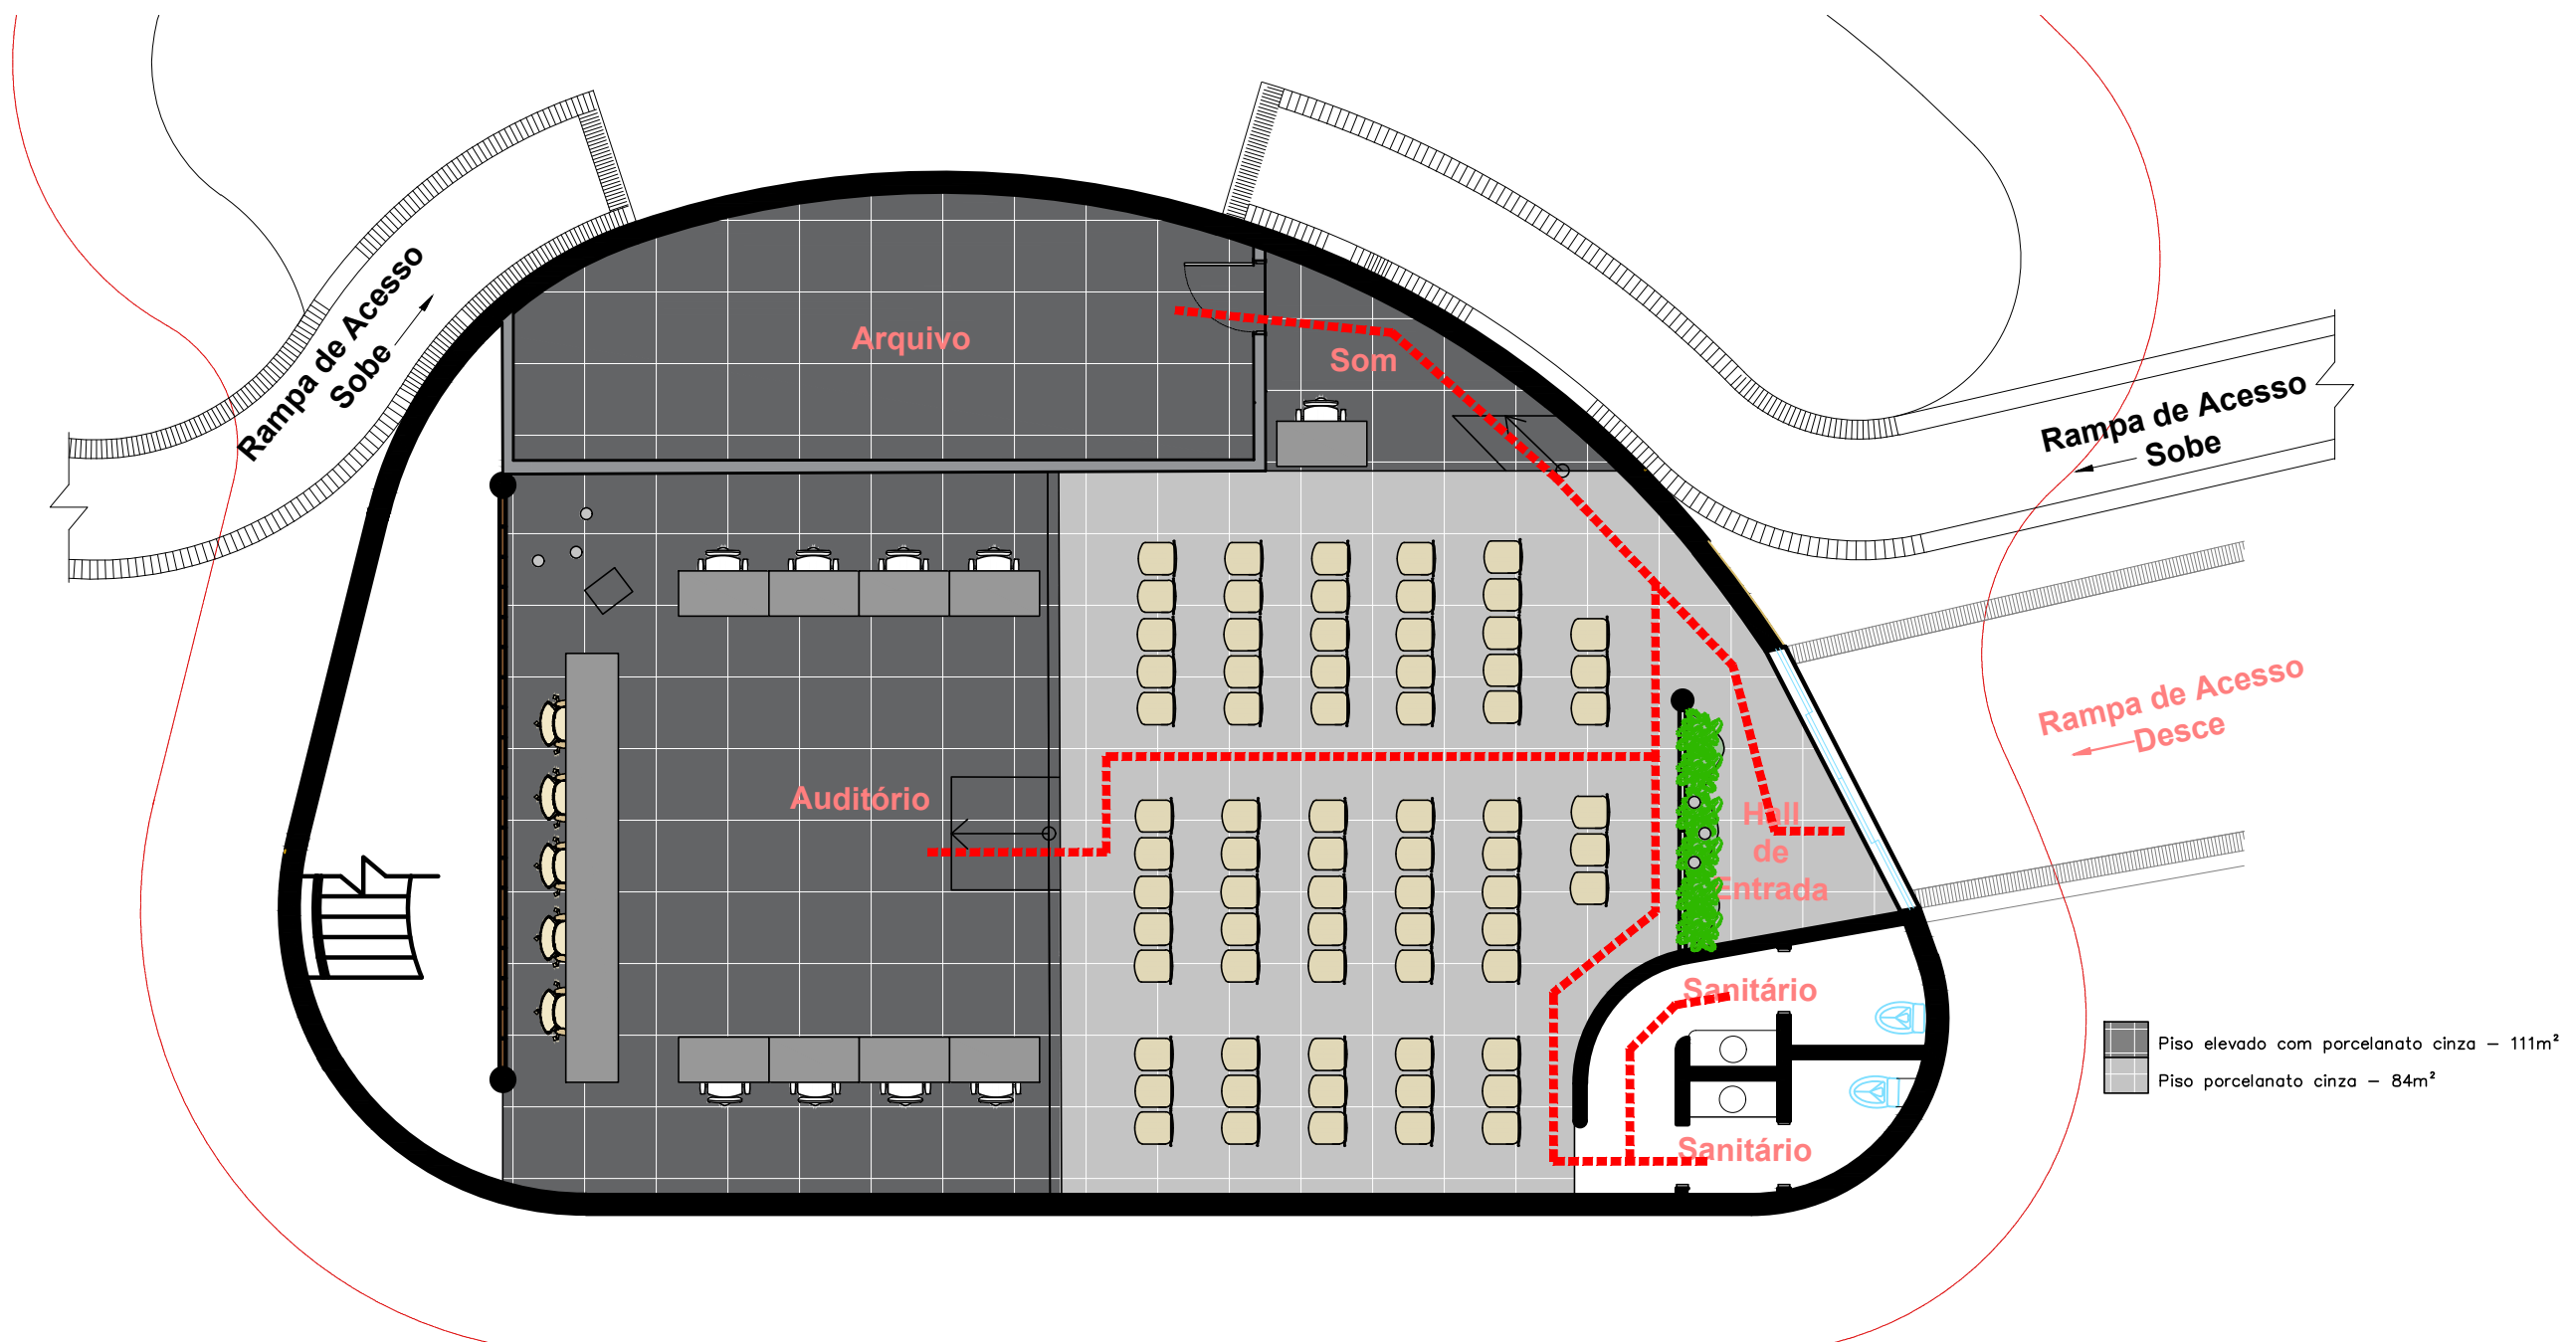 Rampa de Acesso
Sobe
Arquivo
Som
Rampa de Acesso
Sobe
Rampa de Acesso
Desce
Auditório
Hall
de
Entrada
Sanitário
Sanitário
Piso elevado com porcelanato cinza – 111m²
Piso porcelanato cinza – 84m²